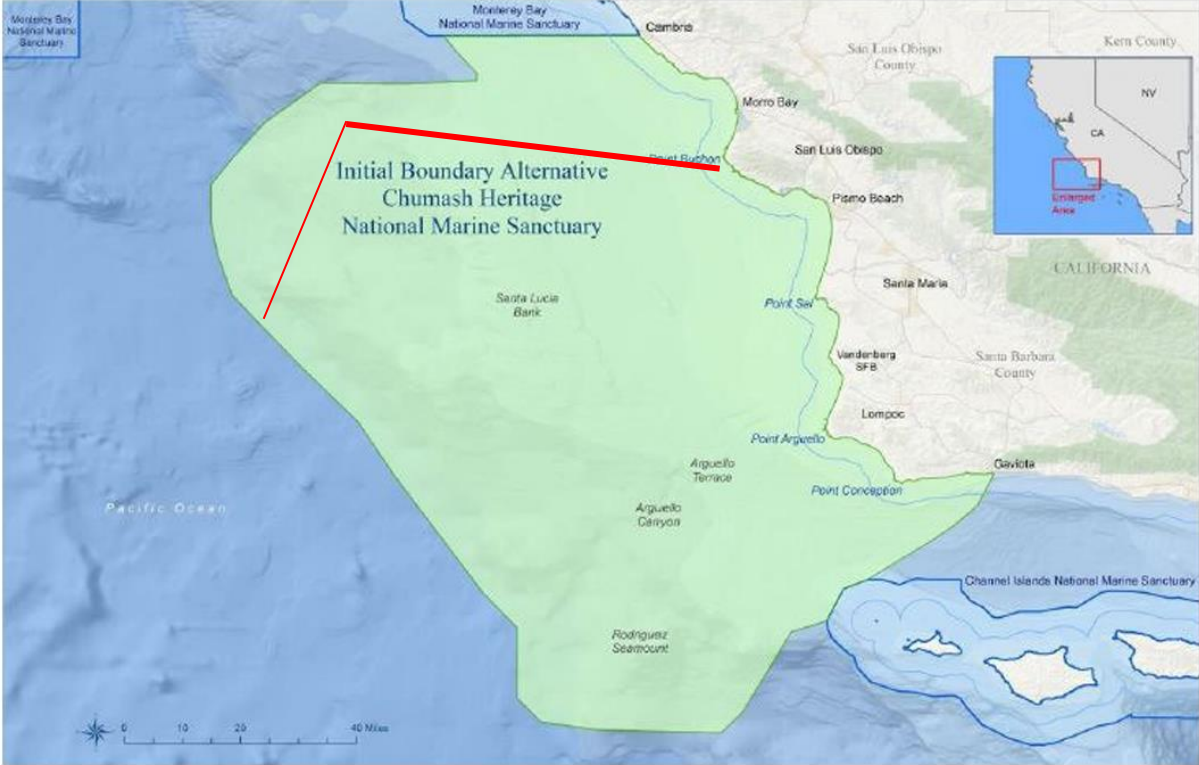 Monterey Bay
National Marine
Sanctuary
Monterey Bay
National Marine Sanctuary
Cambria
San Luis Obispo
County
Kern County
NV
CA
Enlarged
Area
Morro Bay
San Luis Obispo
Point Buchon
Pismo Beach
Initial Boundary Alternative
Chumash Heritage
National Marine Sanctuary
CALIFORNIA
Santa Maria
Santa Lucia
Bank
Point Sal
Vandenberg
SFB
Santa Barbara
County
Lompoc
Point Arguello
Arguello
Terrace
Gaviota
Point Conception
Arguello
Canyon
Pacific Ocean
Channel Islands National Marine Sanctuary
Rodriguez
Seamount
0 10 20 40 Miles